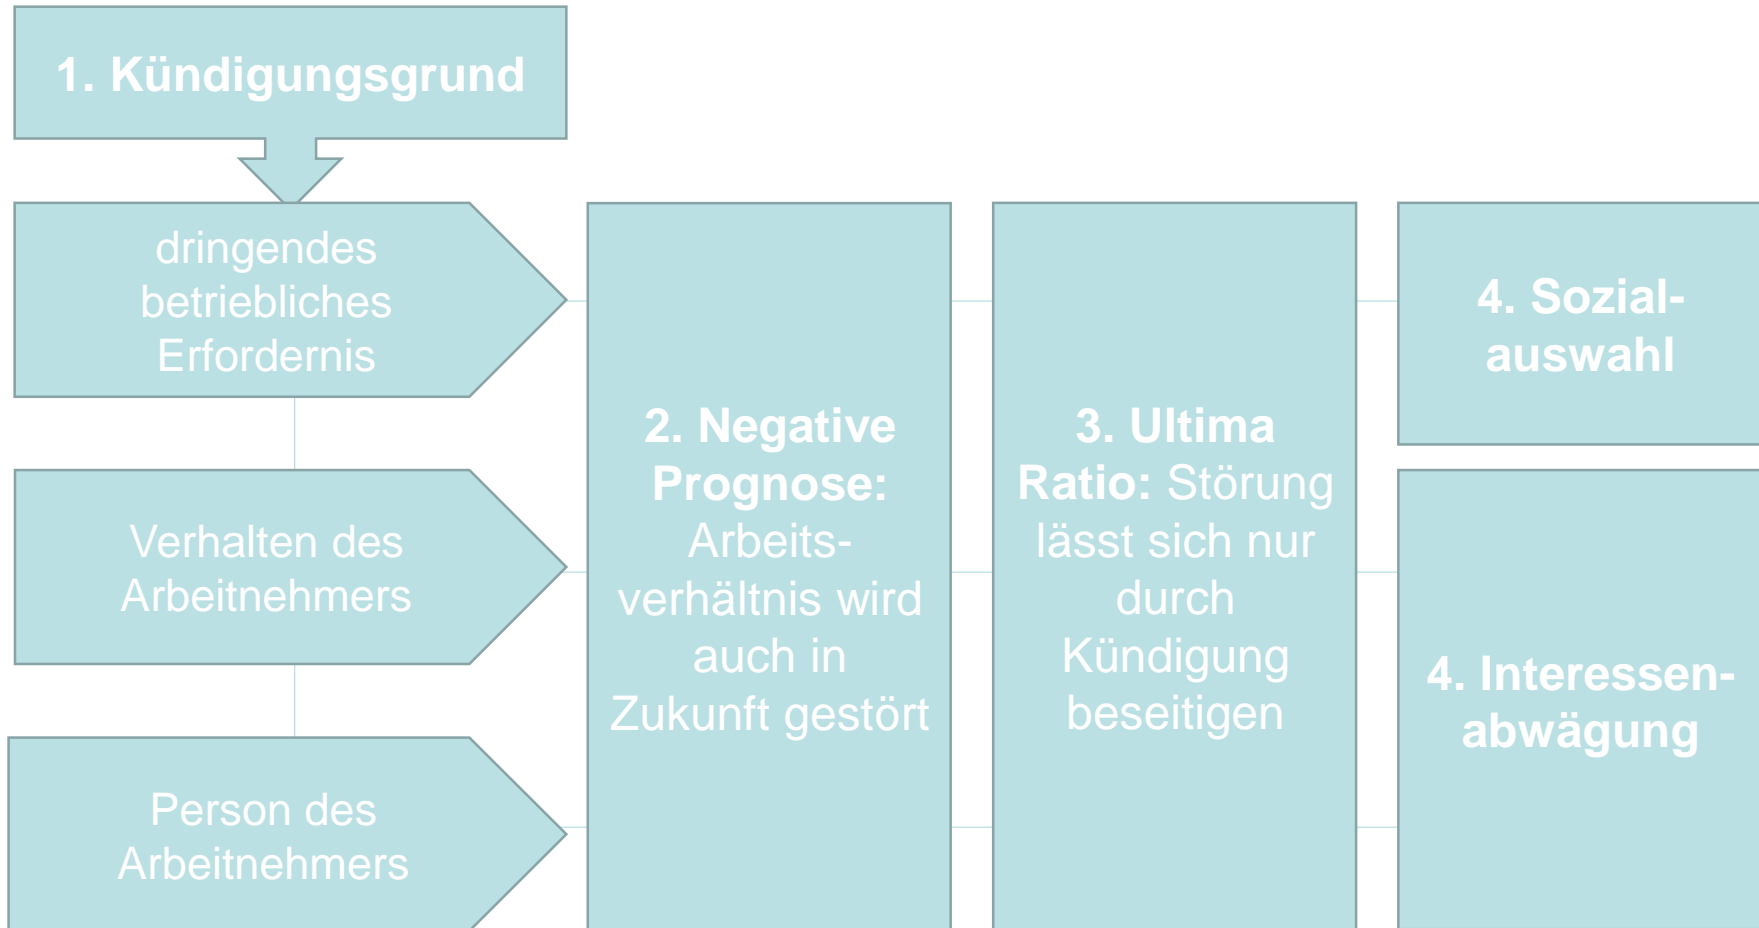 1. Kündigungsgrund
dringendes
betriebliches
Erfordernis
Verhalten des
Arbeitnehmers
Person des
Arbeitnehmers
2. Negative
Prognose:
Arbeits-
verhältnis wird
auch in
Zukunft gestört
3. Ultima
Ratio: Störung
lässt sich nur
durch
Kündigung
beseitigen
4. Sozial-
auswahl
4. Interessen-
abwägung